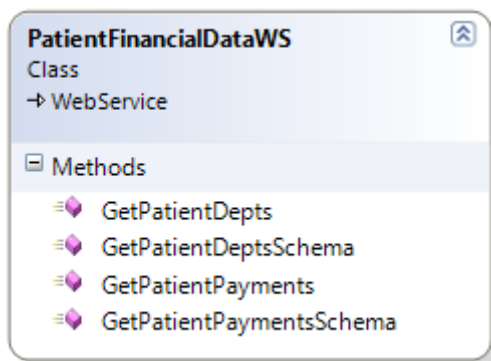 PatientFinancialDataWS
Class
WebService
Methods
GetPatientDepts
GetPatientDeptsSchema
GetPatientPayments
GetPatientPaymentsSchema